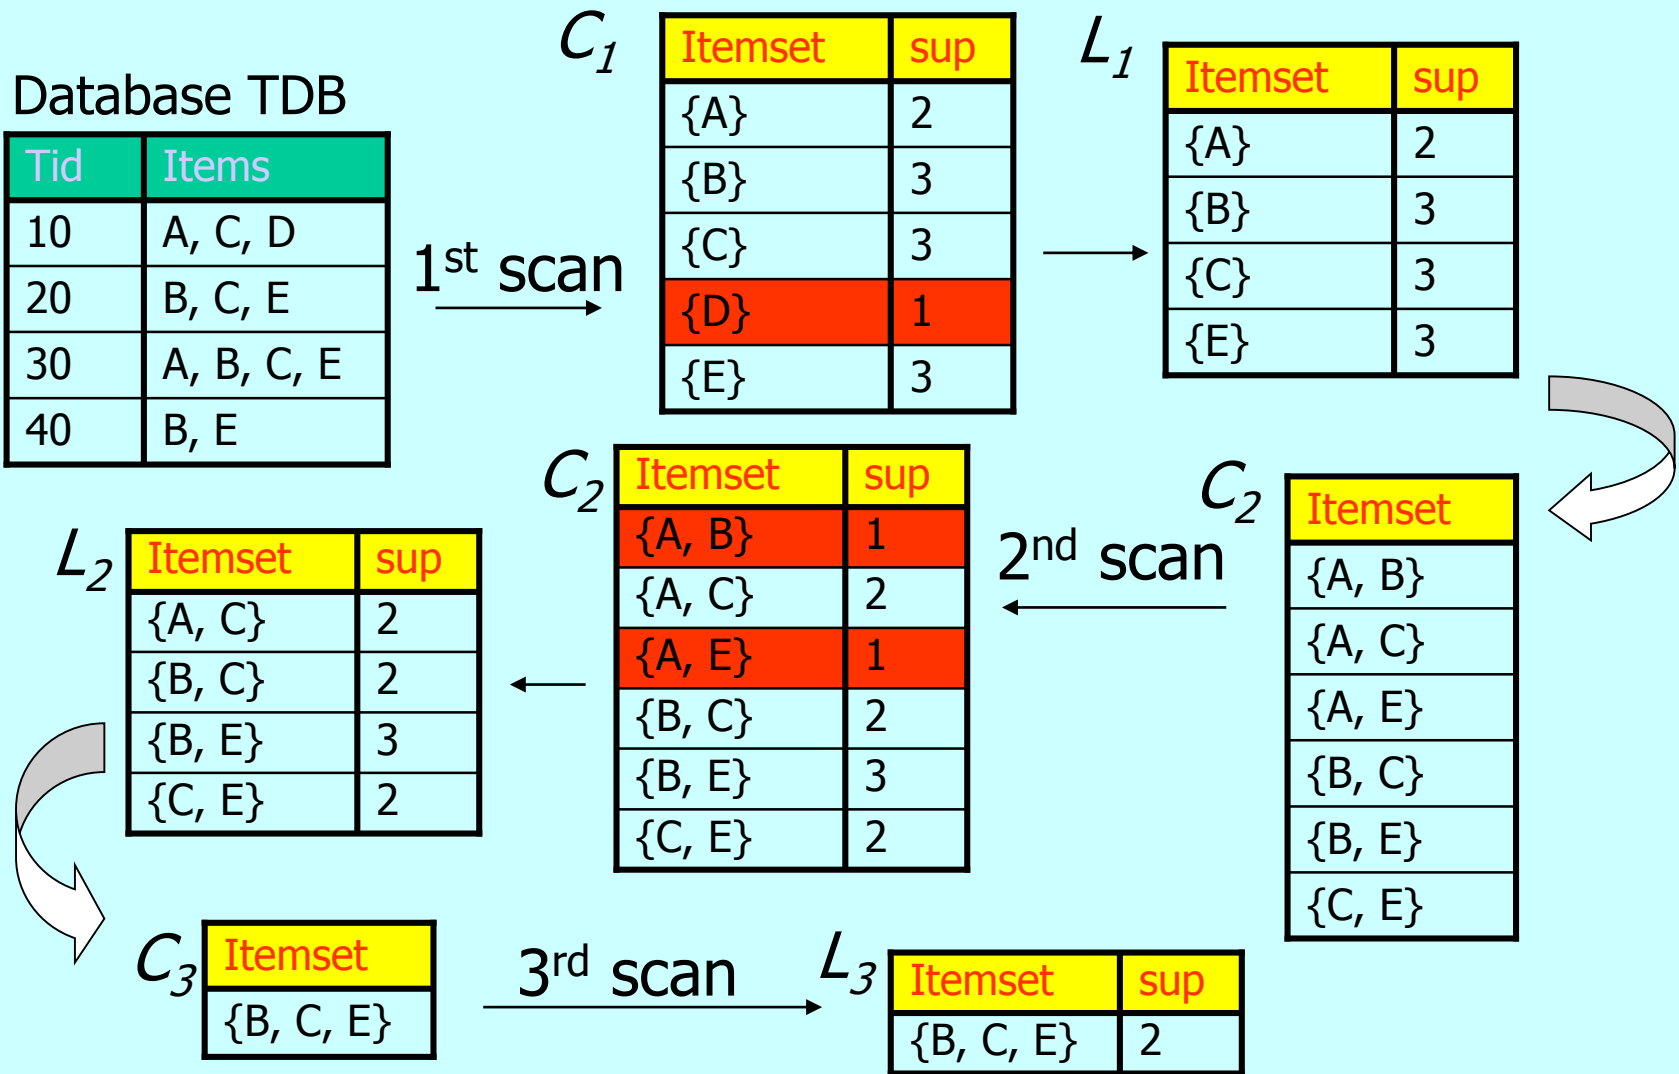 Database TDB
Tid Items
10 A, C, D
20 B, C, E
30 A, B, C, E
40 B, E
1st scan
C1
Itemset sup
{A} 2
{B} 3
{C} 3
{D} 1
{E} 3
L1
Itemset sup
{A} 2
{B} 3
{C} 3
{E} 3
C2
Itemset
{A, B}
{A, C}
{A, E}
{B, C}
{B, E}
{C, E}
2nd scan
C2
Itemset sup
{A, B} 1
{A, C} 2
{A, E} 1
{B, C} 2
{B, E} 3
{C, E} 2
L2
Itemset sup
{A, C} 2
{B, C} 2
{B, E} 3
{C, E} 2
C3
Itemset
{B, C, E}
3rd scan
L3
Itemset sup
{B, C, E} 2